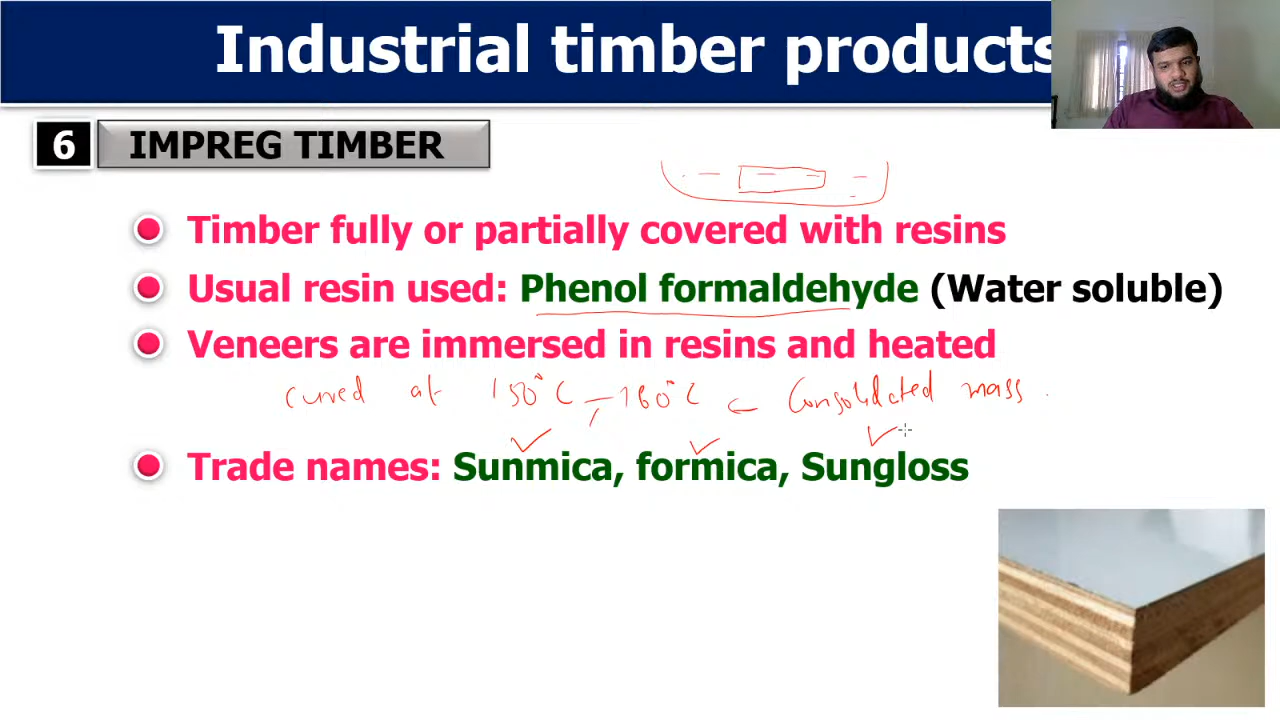 Industrial timber products
6 IMPREG TIMBER
Timber fully or partially covered with resins
Usual resin used: Phenol formaldehyde (Water soluble)
Veneers are immersed in resins and heated
cured at 150°C - 160°C ← Consolidated mass.
Trade names: Sunmica, formica, Sungloss